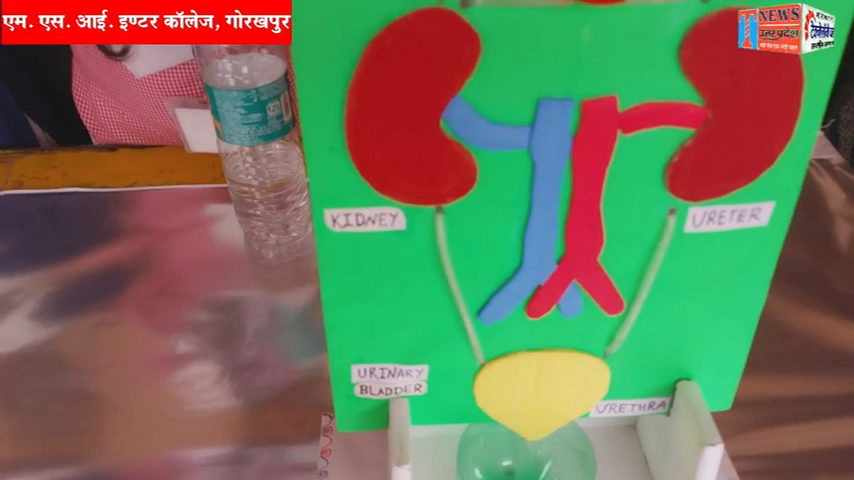 एम. एस. आई. इण्टर कॉलेज, गोरखपुर
NEWS
उत्तर प्रदेश
KIDNEY
URETER
URINARY
BLADDER
URETHRA